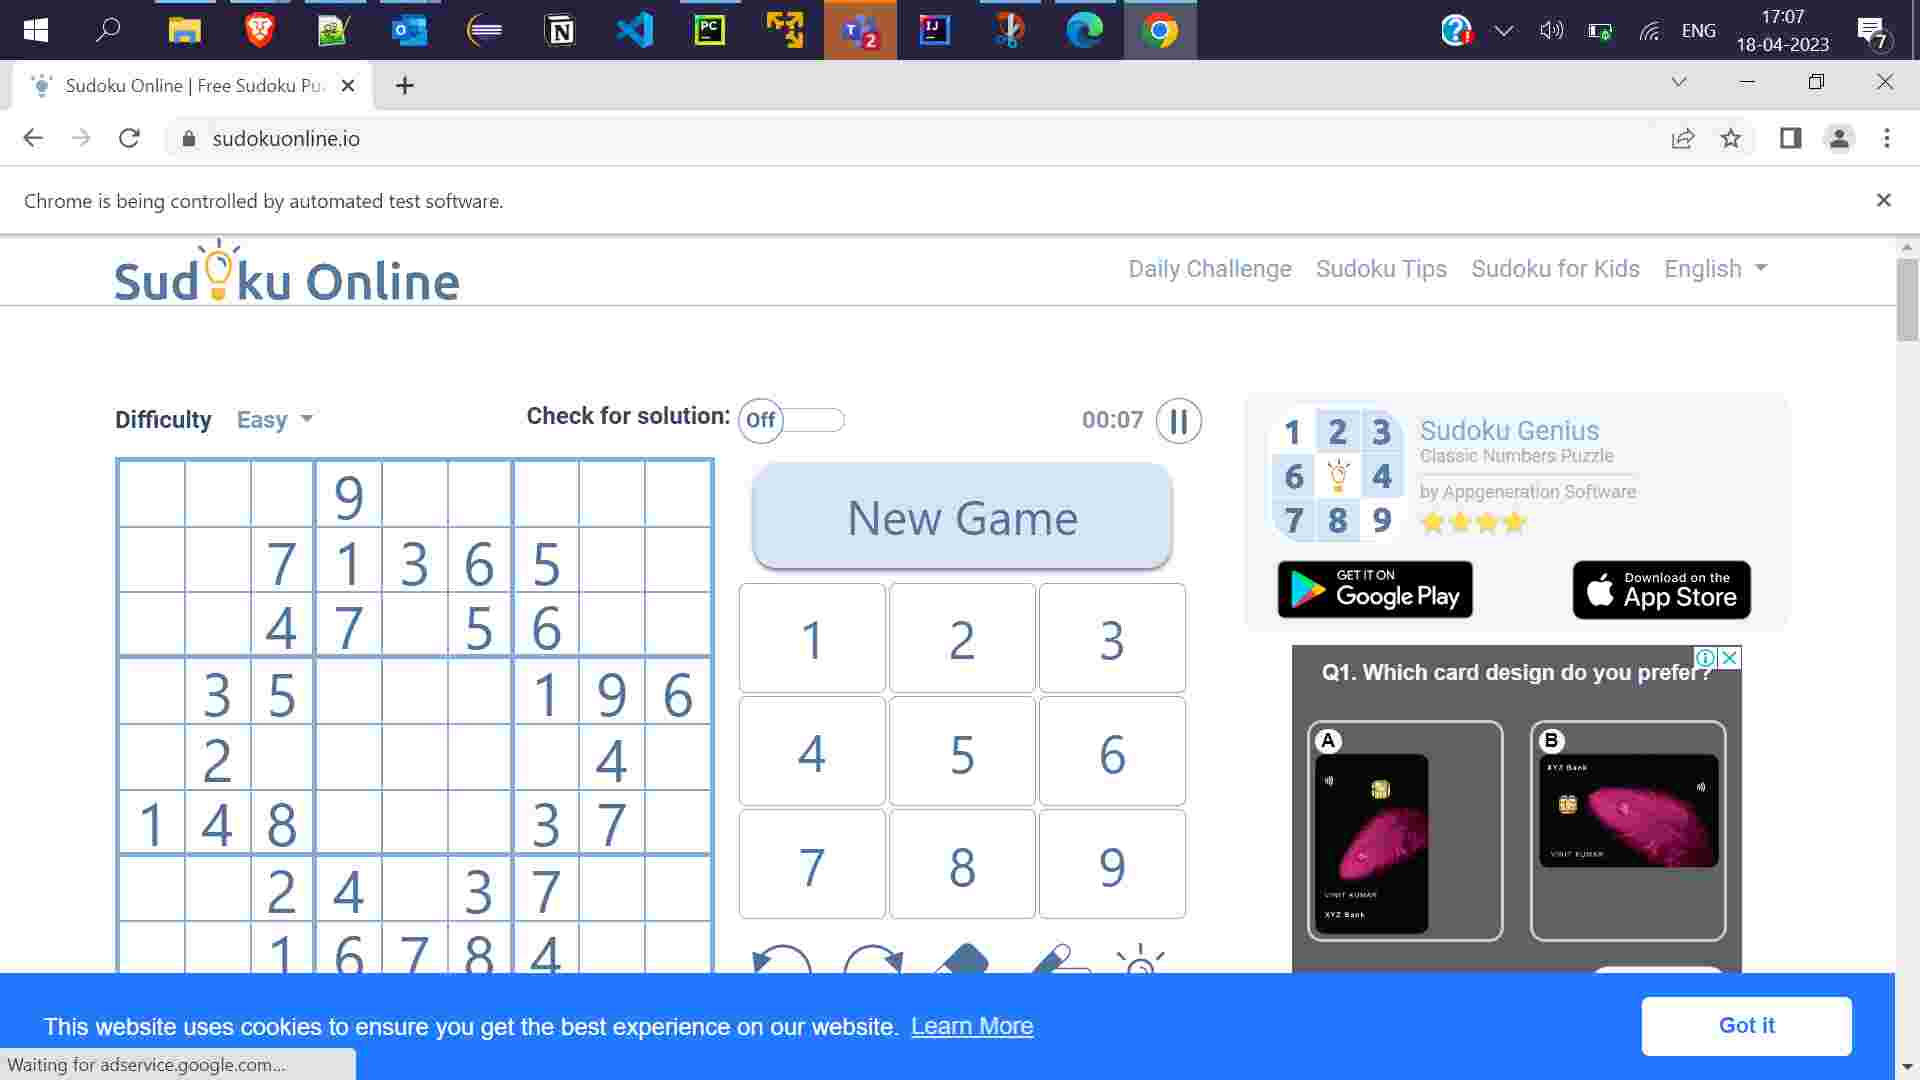 PC
2
IJ
ENG
17:07
18-04-2023
7
Sudoku Online | Free Sudoku Pu
sudokuonline.io
Chrome is being controlled by automated test software.
Sudoku Online
Daily Challenge Sudoku Tips Sudoku for Kids English
Difficulty Easy
Check for solution: Off
00:07
9
7 1 3 6 5
4 7 5 6
3 5 1 9 6
2 4
1 4 8 3 7
2 4 3 7
1 6 7 8 4
New Game
1 2 3
4 5 6
7 8 9
1 2 3
6 4
7 8 9
Sudoku Genius
Classic Numbers Puzzle
by Appgeneration Software
GET IT ON
Google Play
Download on the
App Store
Q1. Which card design do you prefer?
A
VINIT KUMAR
XYZ Bank
B
XYZ Bank
VINIT KUMAR
This website uses cookies to ensure you get the best experience on our website. Learn More
Got it
Waiting for adservice.google.com...